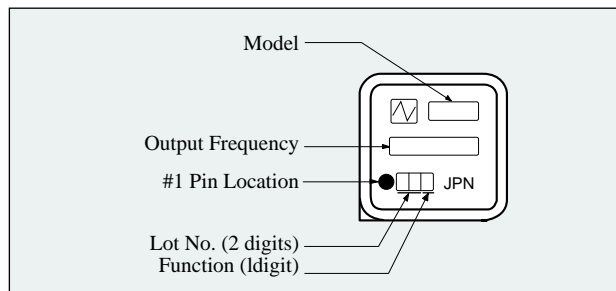 Model
Output Frequency
#1 Pin Location
JPN
Lot No. (2 digits)
Function (ldigit)